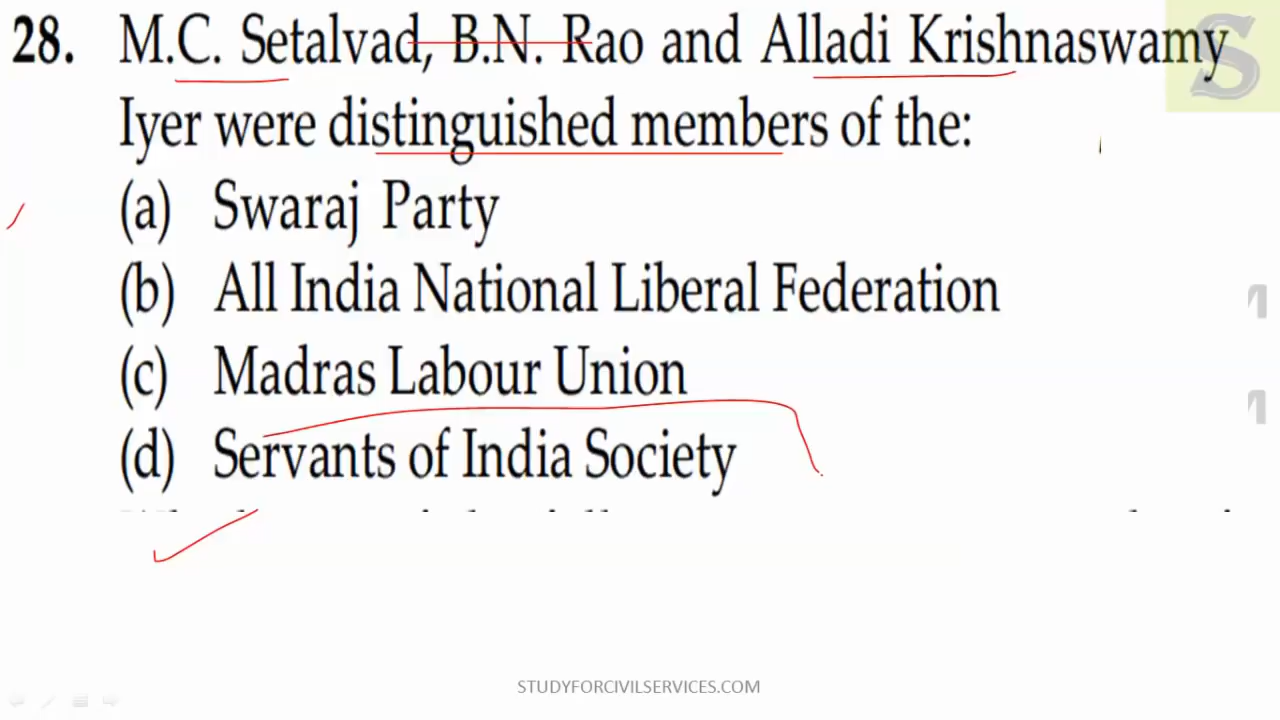 28. M.C. Setalvad, B.N. Rao and Alladi Krishnaswamy
Iyer were distinguished members of the:
(a) Swaraj Party
(b) All India National Liberal Federation
(c) Madras Labour Union
(d) Servants of India Society
STUDYFORCIVILSERVICES.COM
S